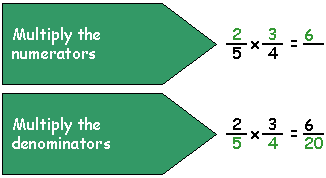 Multiply the
numerators
2/5 × 3/4 = 6/
Multiply the
denominators
2/5 × 3/4 = 6/20